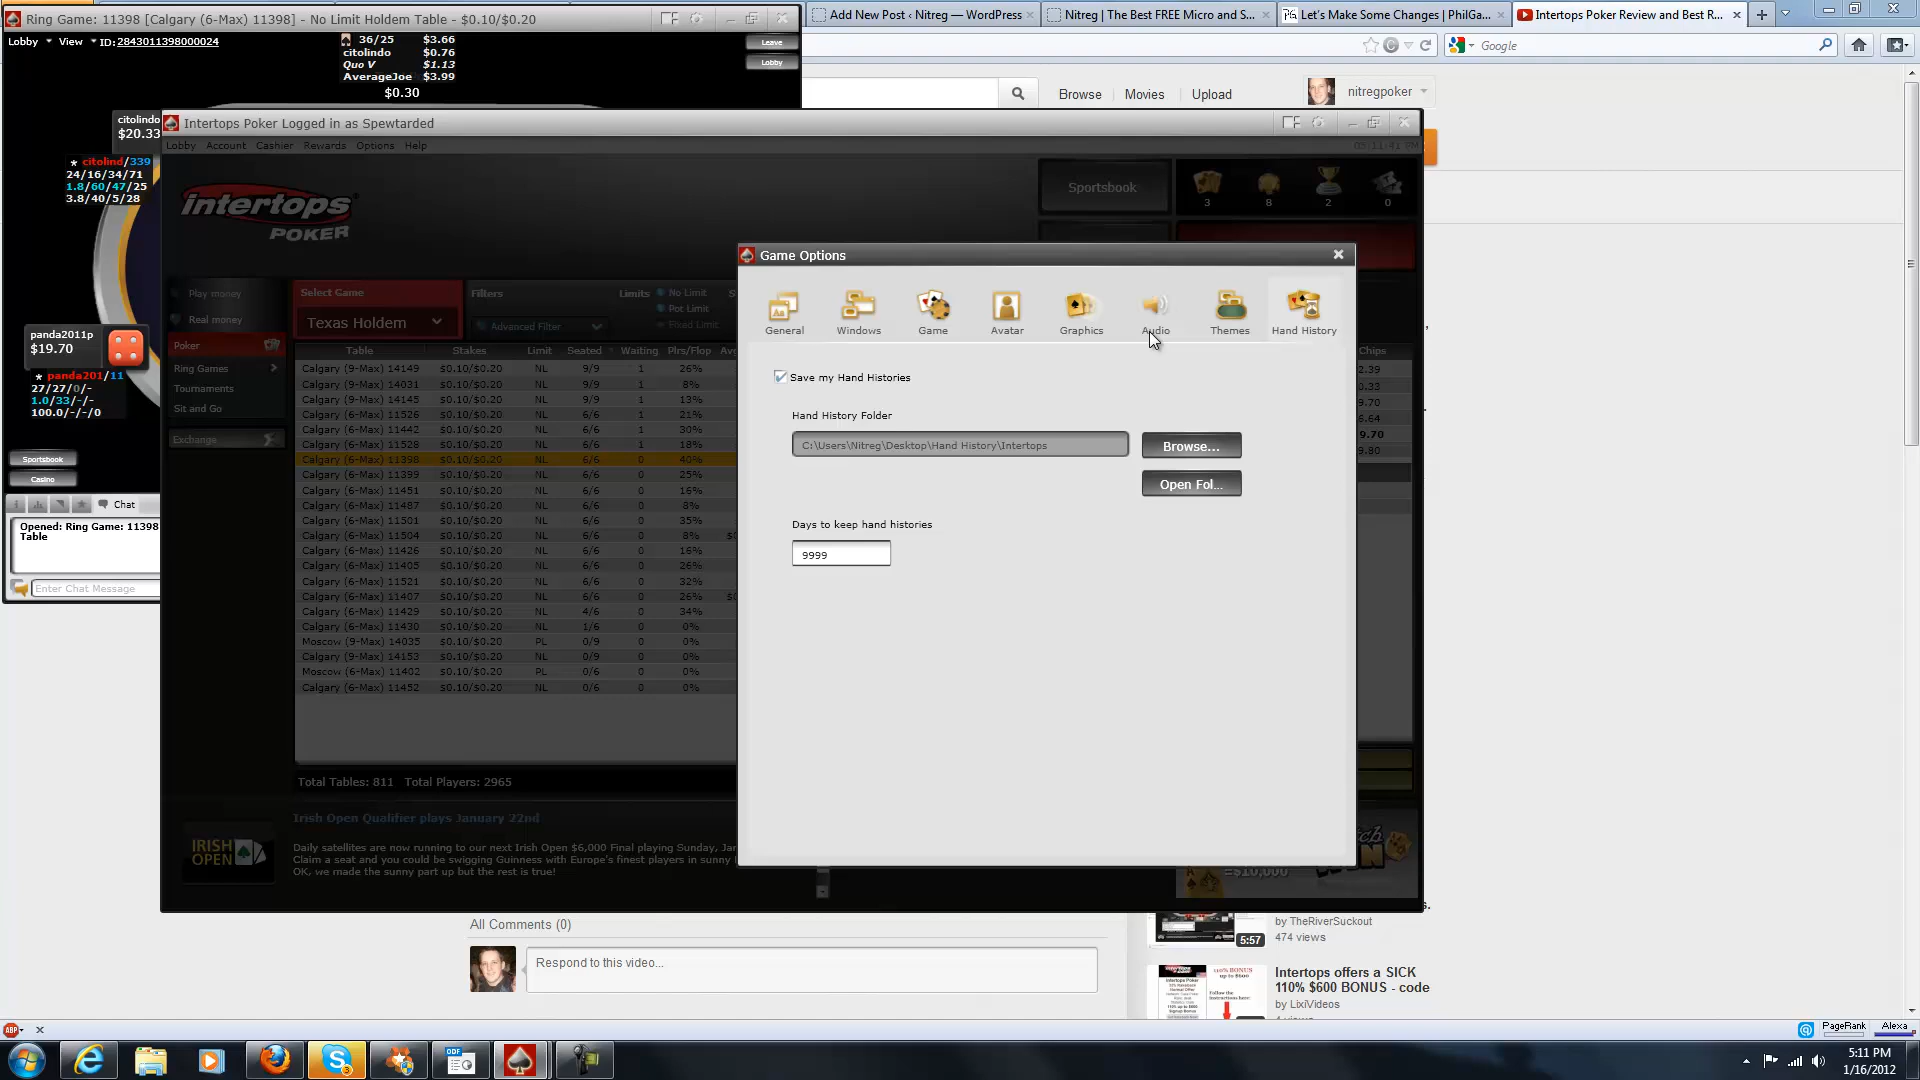 Ring Game: 11398 [Calgary (6-Max) 11398] - No Limit Holdem Table - $0.10/$0.20
Add New Post ‹ Nitreg — WordPress
Nitreg | The Best FREE Micro and S...
Let's Make Some Changes | PhilGa...
Intertops Poker Review and Best R...
Lobby View ID:2843011398000024
36/25 $3.66
citolindo $0.76
Quo V $1.13
AverageJoe $3.99
$0.30
Leave
Lobby
Google
Browse Movies Upload
nitregpoker
citolindo
$20.33
* citolind/339
24/16/34/71
1.8/60/47/25
3.8/40/5/28
panda2011p
$19.70
* panda201/11
27/27/0/-
1.0/33/-/-
100.0/-/-/0
Sportsbook
Casino
Chat
Opened: Ring Game: 11398
Table
Enter Chat Message
Intertops Poker Logged in as Spewtarded
Lobby Account Cashier Rewards Options Help
05:11:41 PM
intertops
POKER
Sportsbook
3 8 2 0
Play money
Real money
Poker
Ring Games
Tournaments
Sit and Go
Exchange
Select Game
Texas Holdem
Filters
Advanced Filter
Limits
No Limit
Pot Limit
Fixed Limit
Table Stakes Limit Seated Waiting Plrs/Flop
Calgary (9-Max) 14149 $0.10/$0.20 NL 9/9 1 26%
Calgary (9-Max) 14031 $0.10/$0.20 NL 9/9 1 8%
Calgary (9-Max) 14145 $0.10/$0.20 NL 9/9 1 13%
Calgary (6-Max) 11526 $0.10/$0.20 NL 6/6 1 21%
Calgary (6-Max) 11442 $0.10/$0.20 NL 6/6 1 30%
Calgary (6-Max) 11528 $0.10/$0.20 NL 6/6 1 18%
Calgary (6-Max) 11398 $0.10/$0.20 NL 6/6 0 40%
Calgary (6-Max) 11399 $0.10/$0.20 NL 6/6 0 25%
Calgary (6-Max) 11451 $0.10/$0.20 NL 6/6 0 16%
Calgary (6-Max) 11487 $0.10/$0.20 NL 6/6 0 8%
Calgary (6-Max) 11501 $0.10/$0.20 NL 6/6 0 35%
Calgary (6-Max) 11504 $0.10/$0.20 NL 6/6 0 8%
Calgary (6-Max) 11426 $0.10/$0.20 NL 6/6 0 16%
Calgary (6-Max) 11405 $0.10/$0.20 NL 6/6 0 26%
Calgary (6-Max) 11521 $0.10/$0.20 NL 6/6 0 32%
Calgary (6-Max) 11407 $0.10/$0.20 NL 6/6 0 26%
Calgary (6-Max) 11429 $0.10/$0.20 NL 4/6 0 34%
Calgary (6-Max) 11430 $0.10/$0.20 NL 1/6 0 0%
Moscow (9-Max) 14035 $0.10/$0.20 PL 0/9 0 0%
Calgary (9-Max) 14153 $0.10/$0.20 NL 0/9 0 0%
Moscow (6-Max) 11402 $0.10/$0.20 PL 0/6 0 0%
Calgary (6-Max) 11452 $0.10/$0.20 NL 0/6 0 0%
Total Tables: 811 Total Players: 2965
Chips
2.39
0.33
9.70
6.64
9.70
9.80
Game Options
General Windows Game Avatar Graphics Audio Themes Hand History
Save my Hand Histories
Hand History Folder
C:\Users\Nitreg\Desktop\Hand History\Intertops
Browse...
Open Fol...
Days to keep hand histories
9999
IRISH
OPEN
Irish Open Qualifier plays January 22nd
Daily satellites are now running to our next Irish Open $6,000 Final playing Sunday,
Claim a seat and you could be swigging Guinness with Europe's finest players in sunny
OK, we made the sunny part up but the rest is true!
=$10,000
All Comments (0)
Respond to this video...
by TheRiverSuckout
474 views
5:57
Intertops offers a SICK
110% $600 BONUS - code
by LixiVideos
ABP
PageRank
Alexa
ODF
5:11 PM
1/16/2012